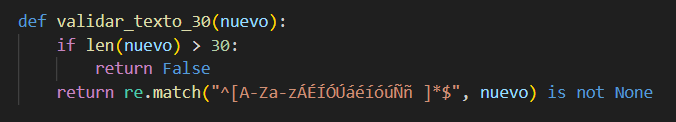 def validar_texto_30(nuevo):
    if len(nuevo) > 30:
        return False
    return re.match("^[A-Za-zÁÉÍÓÚáéíóúÑñ ]*$", nuevo) is not None